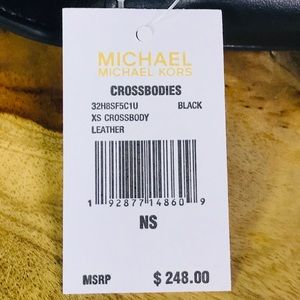 MICHAEL
MICHAEL KORS
CROSSBODIES
32H8SF5C1U BLACK
XS CROSSBODY
LEATHER
1 92877 14860 9
NS
MSRP $ 248.00